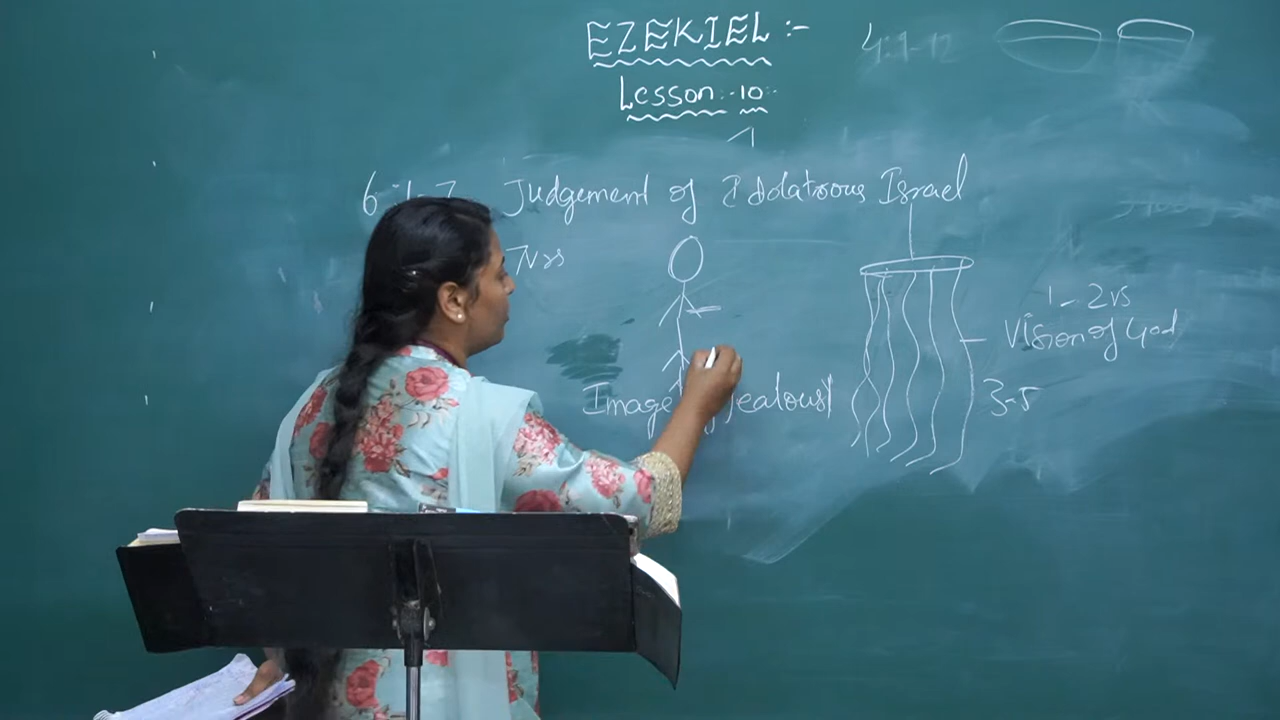 EZEKIEL :-
4:1-12
Lesson 10
6:1-7 Judgement of Idolatrous Israel
7 vs
1-2 vs
Vision of God
Image Jealousy
3-5